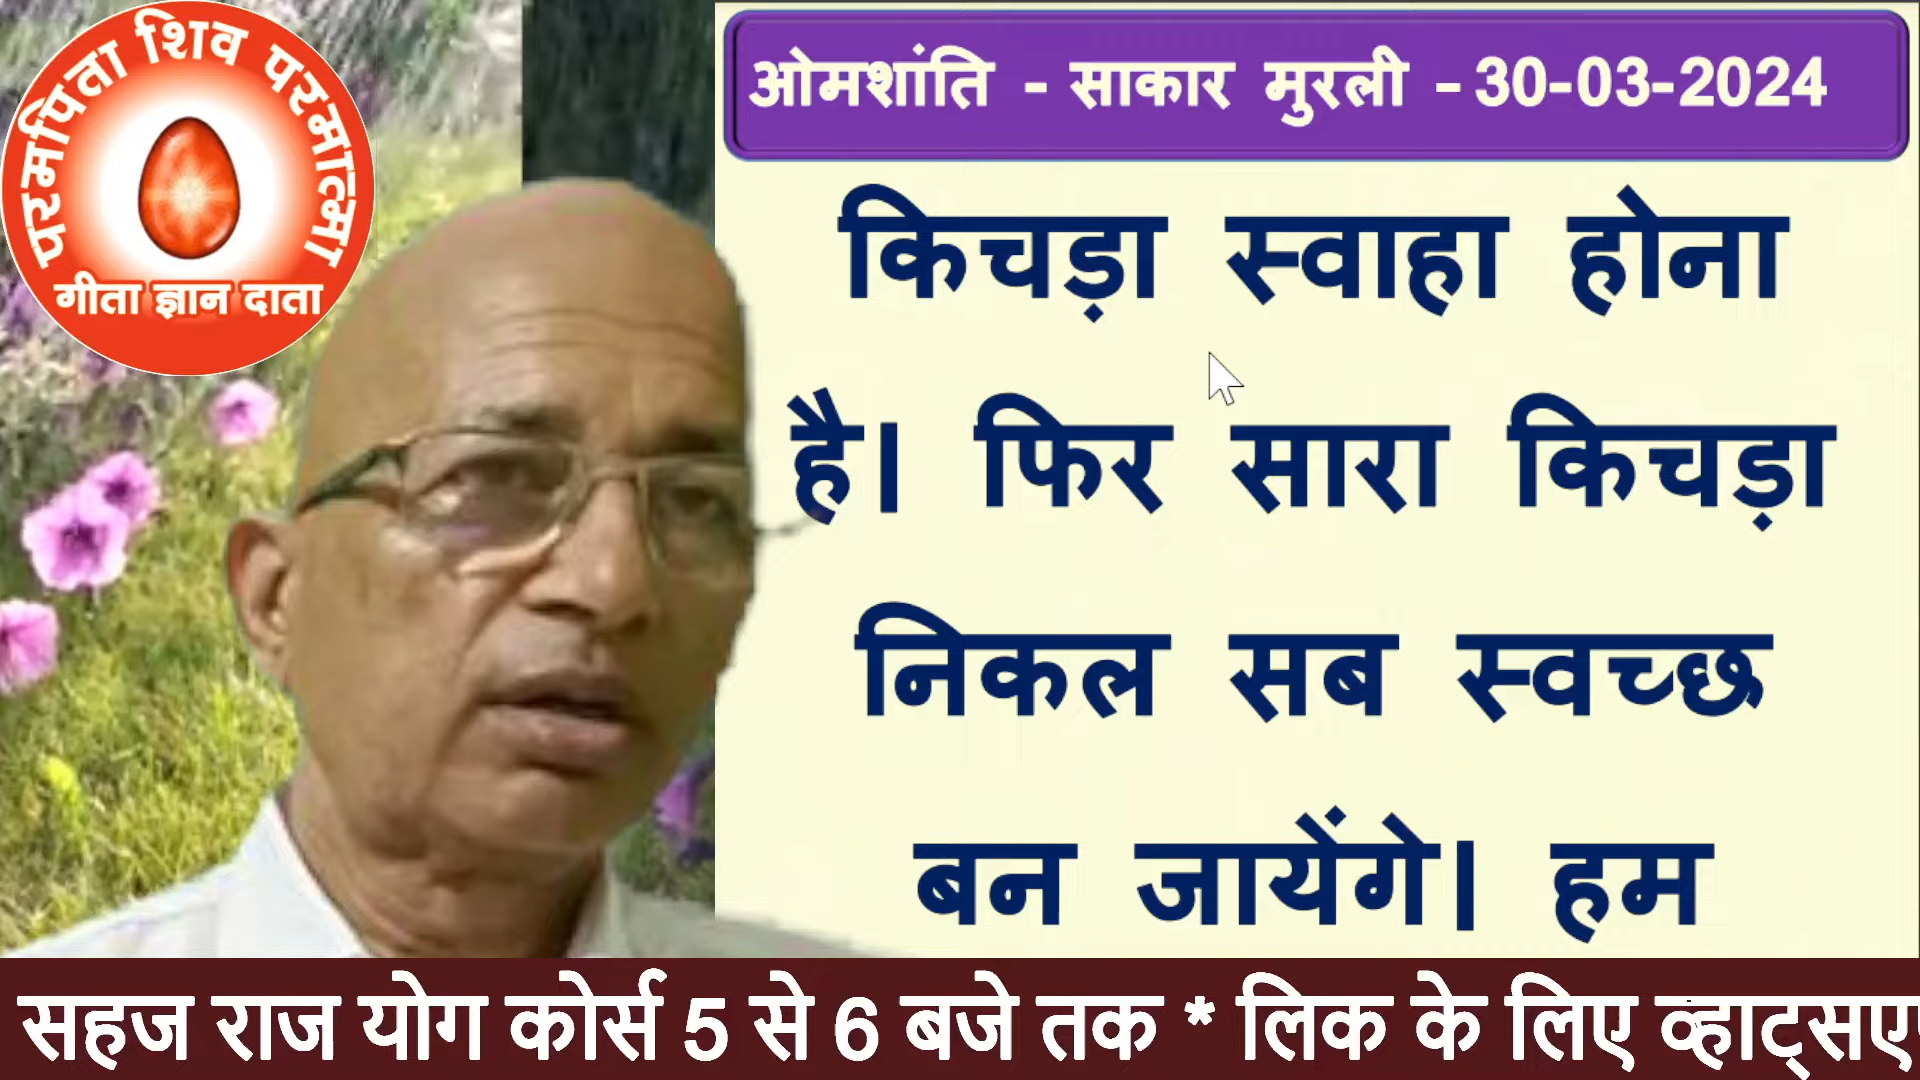 परमपिता शिव परमात्मा
गीता ज्ञान दाता
ओमशांति - साकार मुरली - 30-03-2024
किचड़ा स्वाहा होना
है। फिर सारा किचड़ा
निकल सब स्वच्छ
बन जायेंगे। हम
सहज राज योग कोर्स 5 से 6 बजे तक * लिक के लिए